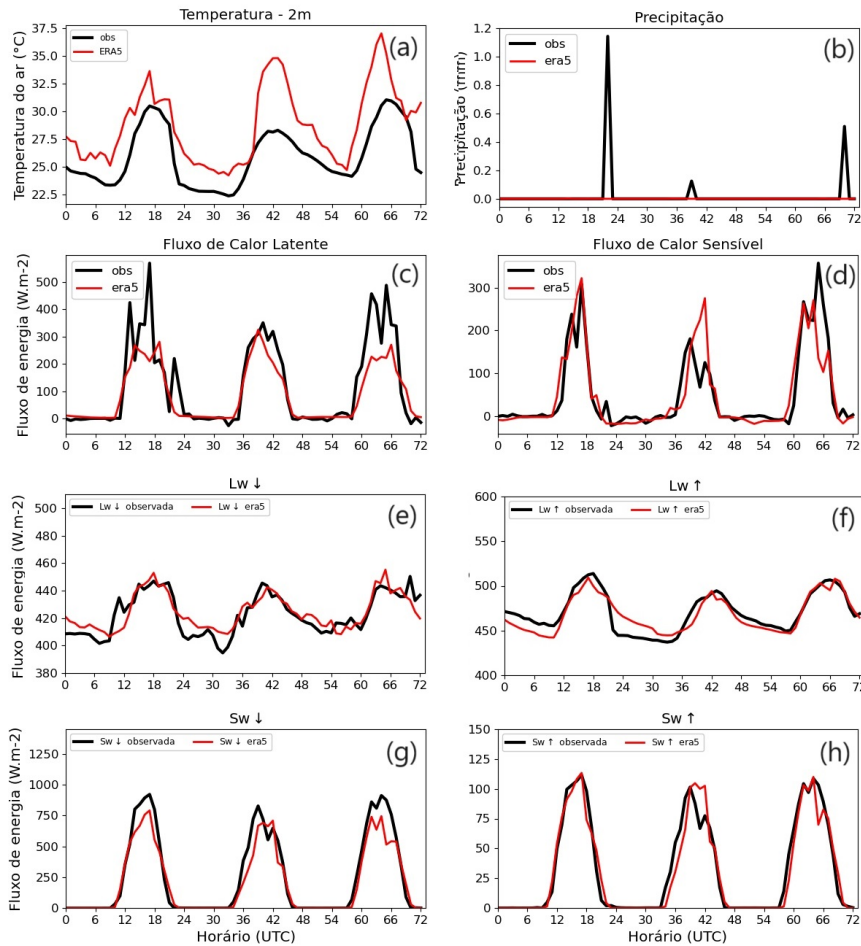 Temperatura - 2m
(a)
obs
ERA5
Temperatura do ar (°C)
37.5
35.0
32.5
30.0
27.5
25.0
22.5
0 6 12 18 24 30 36 42 48 54 60 66 72
Precipitação
(b)
obs
era5
Precipitação (mm)
1.2
1.0
0.8
0.6
0.4
0.2
0.0
0 6 12 18 24 30 36 42 48 54 60 66 72
Fluxo de Calor Latente
(c)
obs
era5
Fluxo de energia (W.m-2)
500
400
300
200
100
0
0 6 12 18 24 30 36 42 48 54 60 66 72
Fluxo de Calor Sensível
(d)
obs
era5
300
200
100
0
0 6 12 18 24 30 36 42 48 54 60 66 72
Lw ↓
(e)
Lw ↓ observada Lw ↓ era5
Fluxo de energia (W.m-2)
500
480
460
440
420
400
380
0 6 12 18 24 30 36 42 48 54 60 66 72
Lw ↑
(f)
Lw ↑ observada Lw ↑ era5
600
550
500
450
400
0 6 12 18 24 30 36 42 48 54 60 66 72
Sw ↓
(g)
Sw ↓ observada Sw ↓ era5
Fluxo de energia (W.m-2)
1250
1000
750
500
250
0
0 6 12 18 24 30 36 42 48 54 60 66 72
Horário (UTC)
Sw ↑
(h)
Sw ↑ observada Sw ↑ era5
150
125
100
75
50
25
0
0 6 12 18 24 30 36 42 48 54 60 66 72
Horário (UTC)